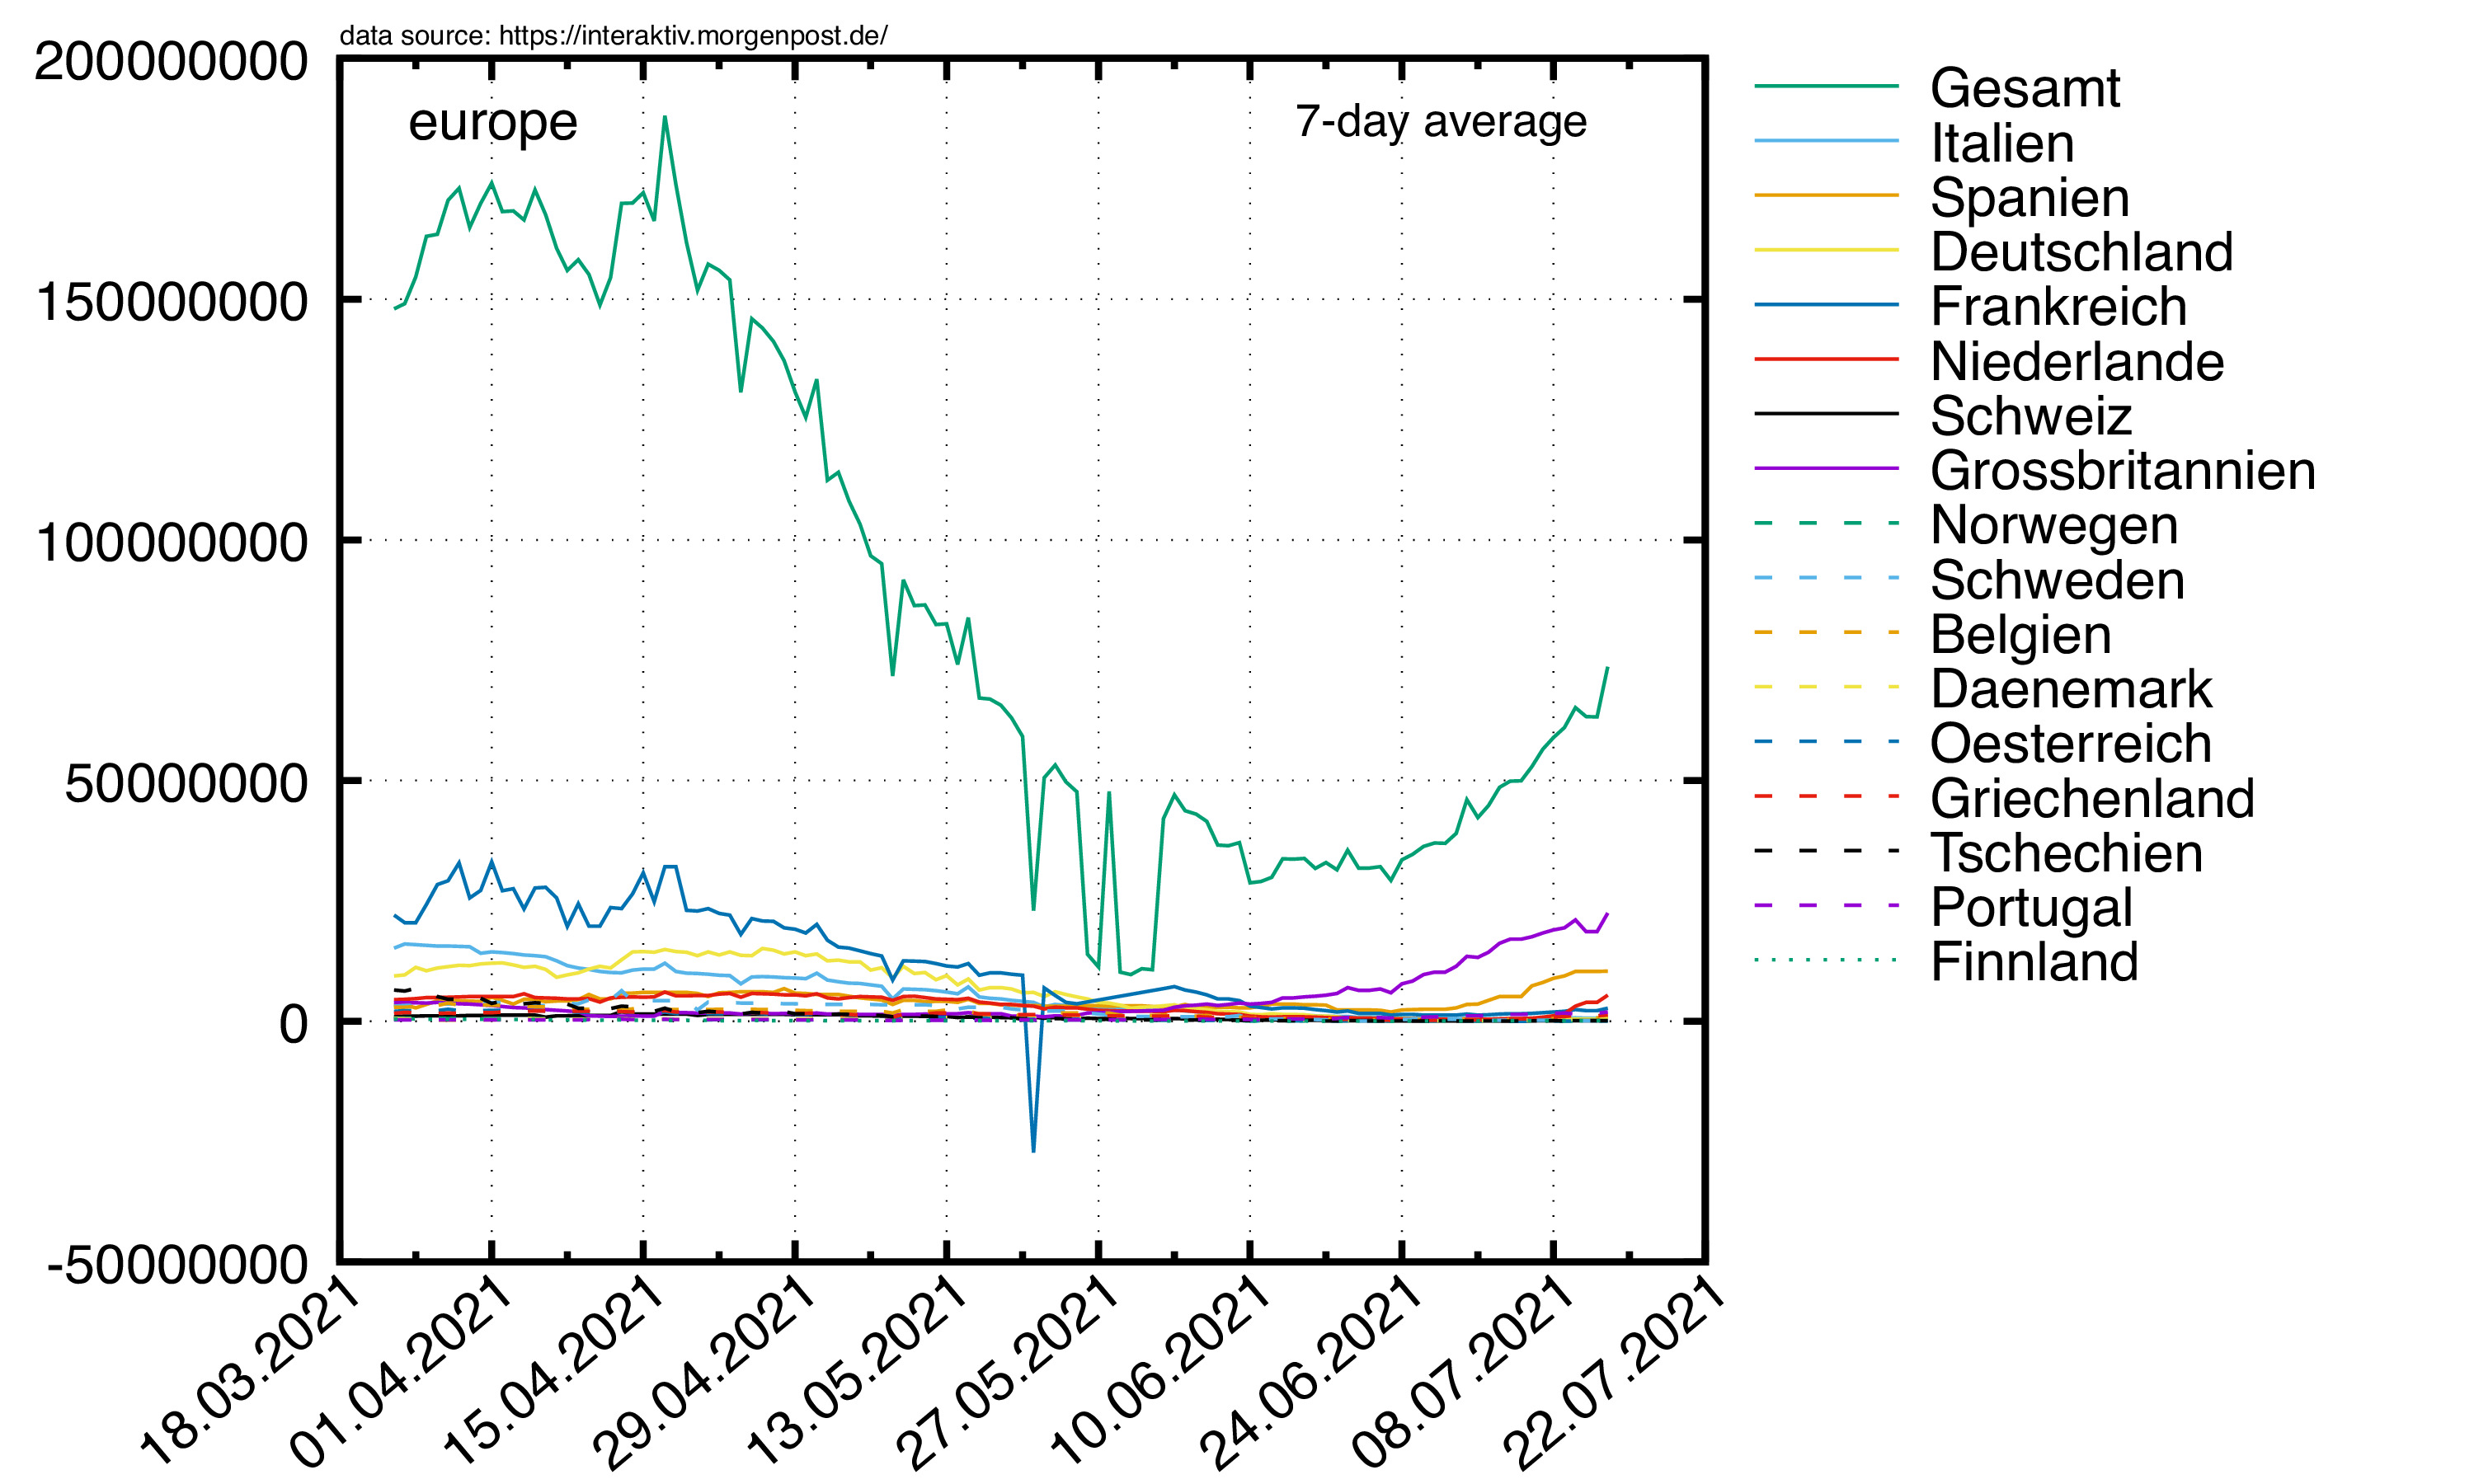 data source: https://interaktiv.morgenpost.de/
europe
7-day average
200000000
150000000
100000000
50000000
0
-50000000
18.03.2021
01.04.2021
15.04.2021
29.04.2021
13.05.2021
27.05.2021
10.06.2021
24.06.2021
08.07.2021
22.07.2021
Gesamt
Italien
Spanien
Deutschland
Frankreich
Niederlande
Schweiz
Grossbritannien
Norwegen
Schweden
Belgien
Daenemark
Oesterreich
Griechenland
Tschechien
Portugal
Finnland